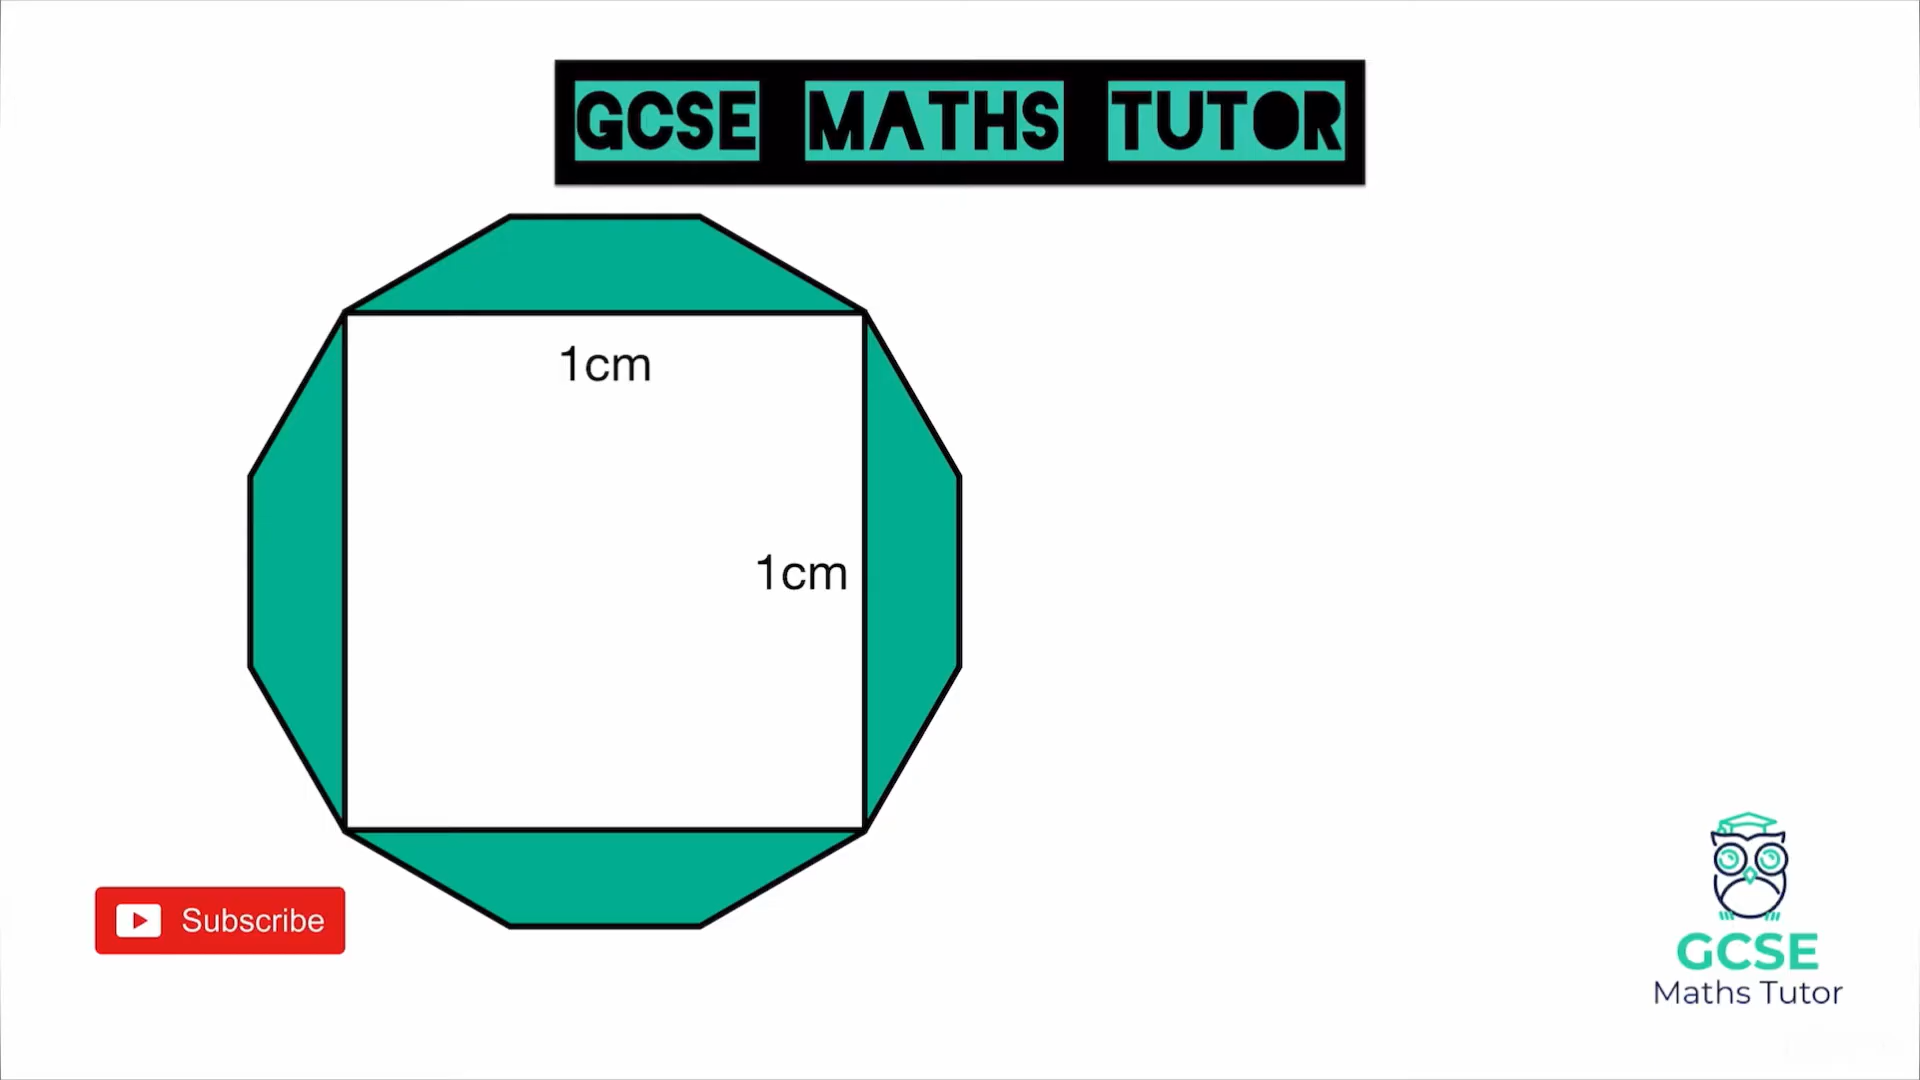 GCSE MATHS TUTOR
1cm
1cm
Subscribe
GCSE
Maths Tutor